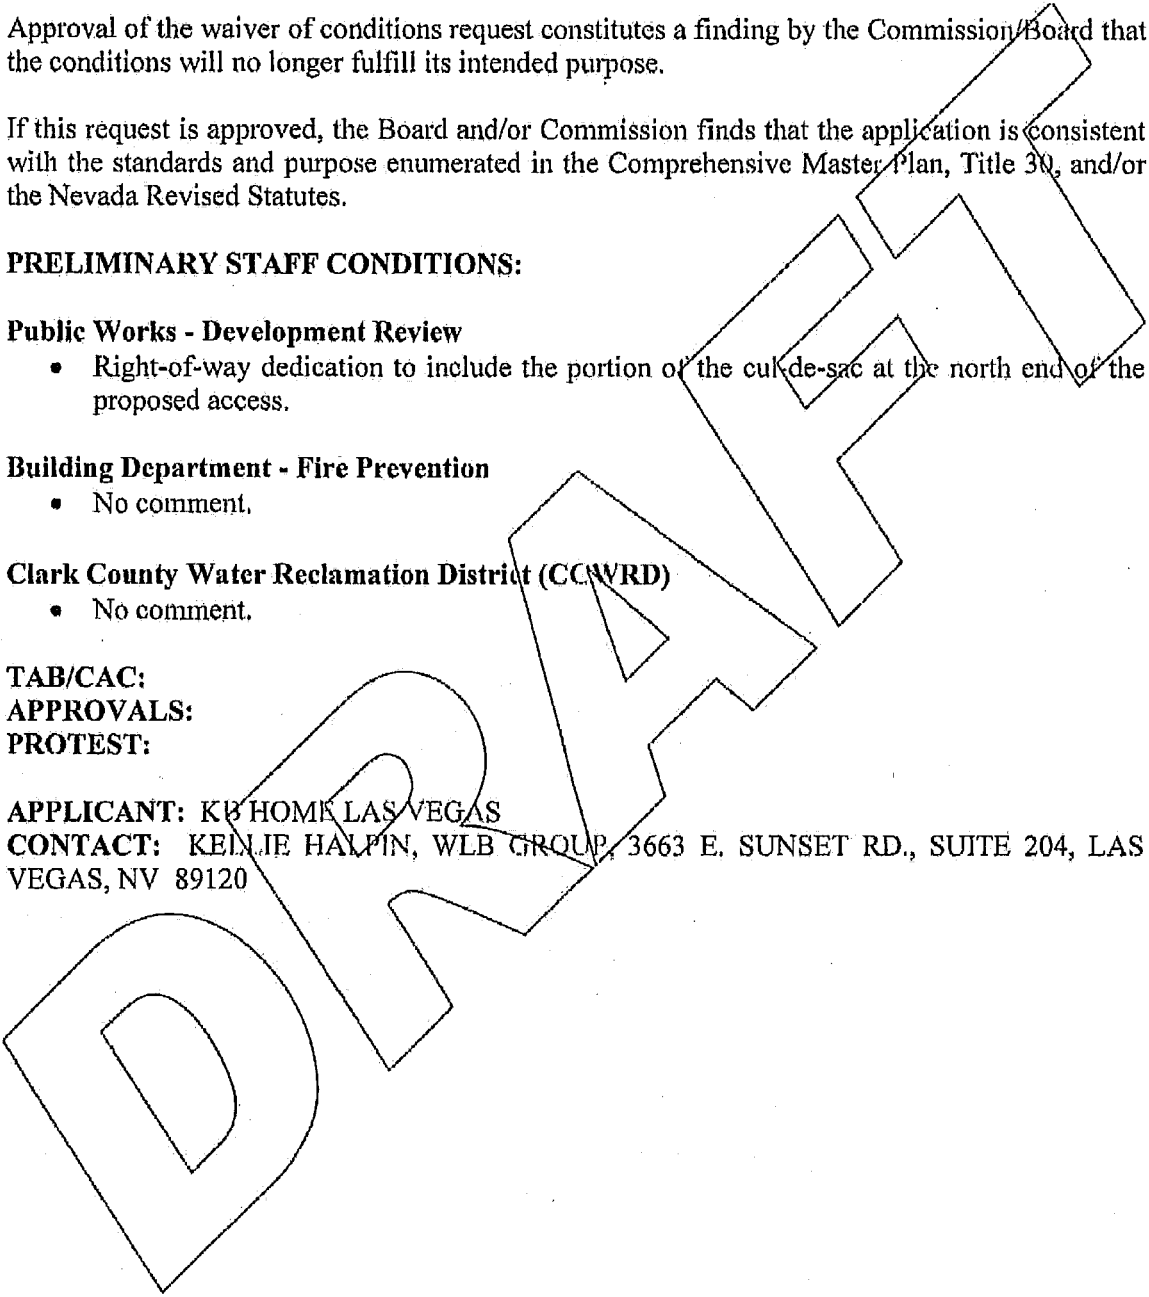 Approval of the waiver of conditions request constitutes a finding by the Commission/Board that
the conditions will no longer fulfill its intended purpose.
If this request is approved, the Board and/or Commission finds that the application is consistent
with the standards and purpose enumerated in the Comprehensive Master Plan, Title 30, and/or
the Nevada Revised Statutes.
PRELIMINARY STAFF CONDITIONS:
Public Works - Development Review
• Right-of-way dedication to include the portion of the cul-de-sac at the north end of the
proposed access.
Building Department - Fire Prevention
• No comment.
Clark County Water Reclamation District (CCWRD)
• No comment.
TAB/CAC:
APPROVALS:
PROTEST:
APPLICANT: KB HOME LAS VEGAS
CONTACT: KELLIE HALPIN, WLB GROUP, 3663 E. SUNSET RD., SUITE 204, LAS
VEGAS, NV 89120
DRAFT